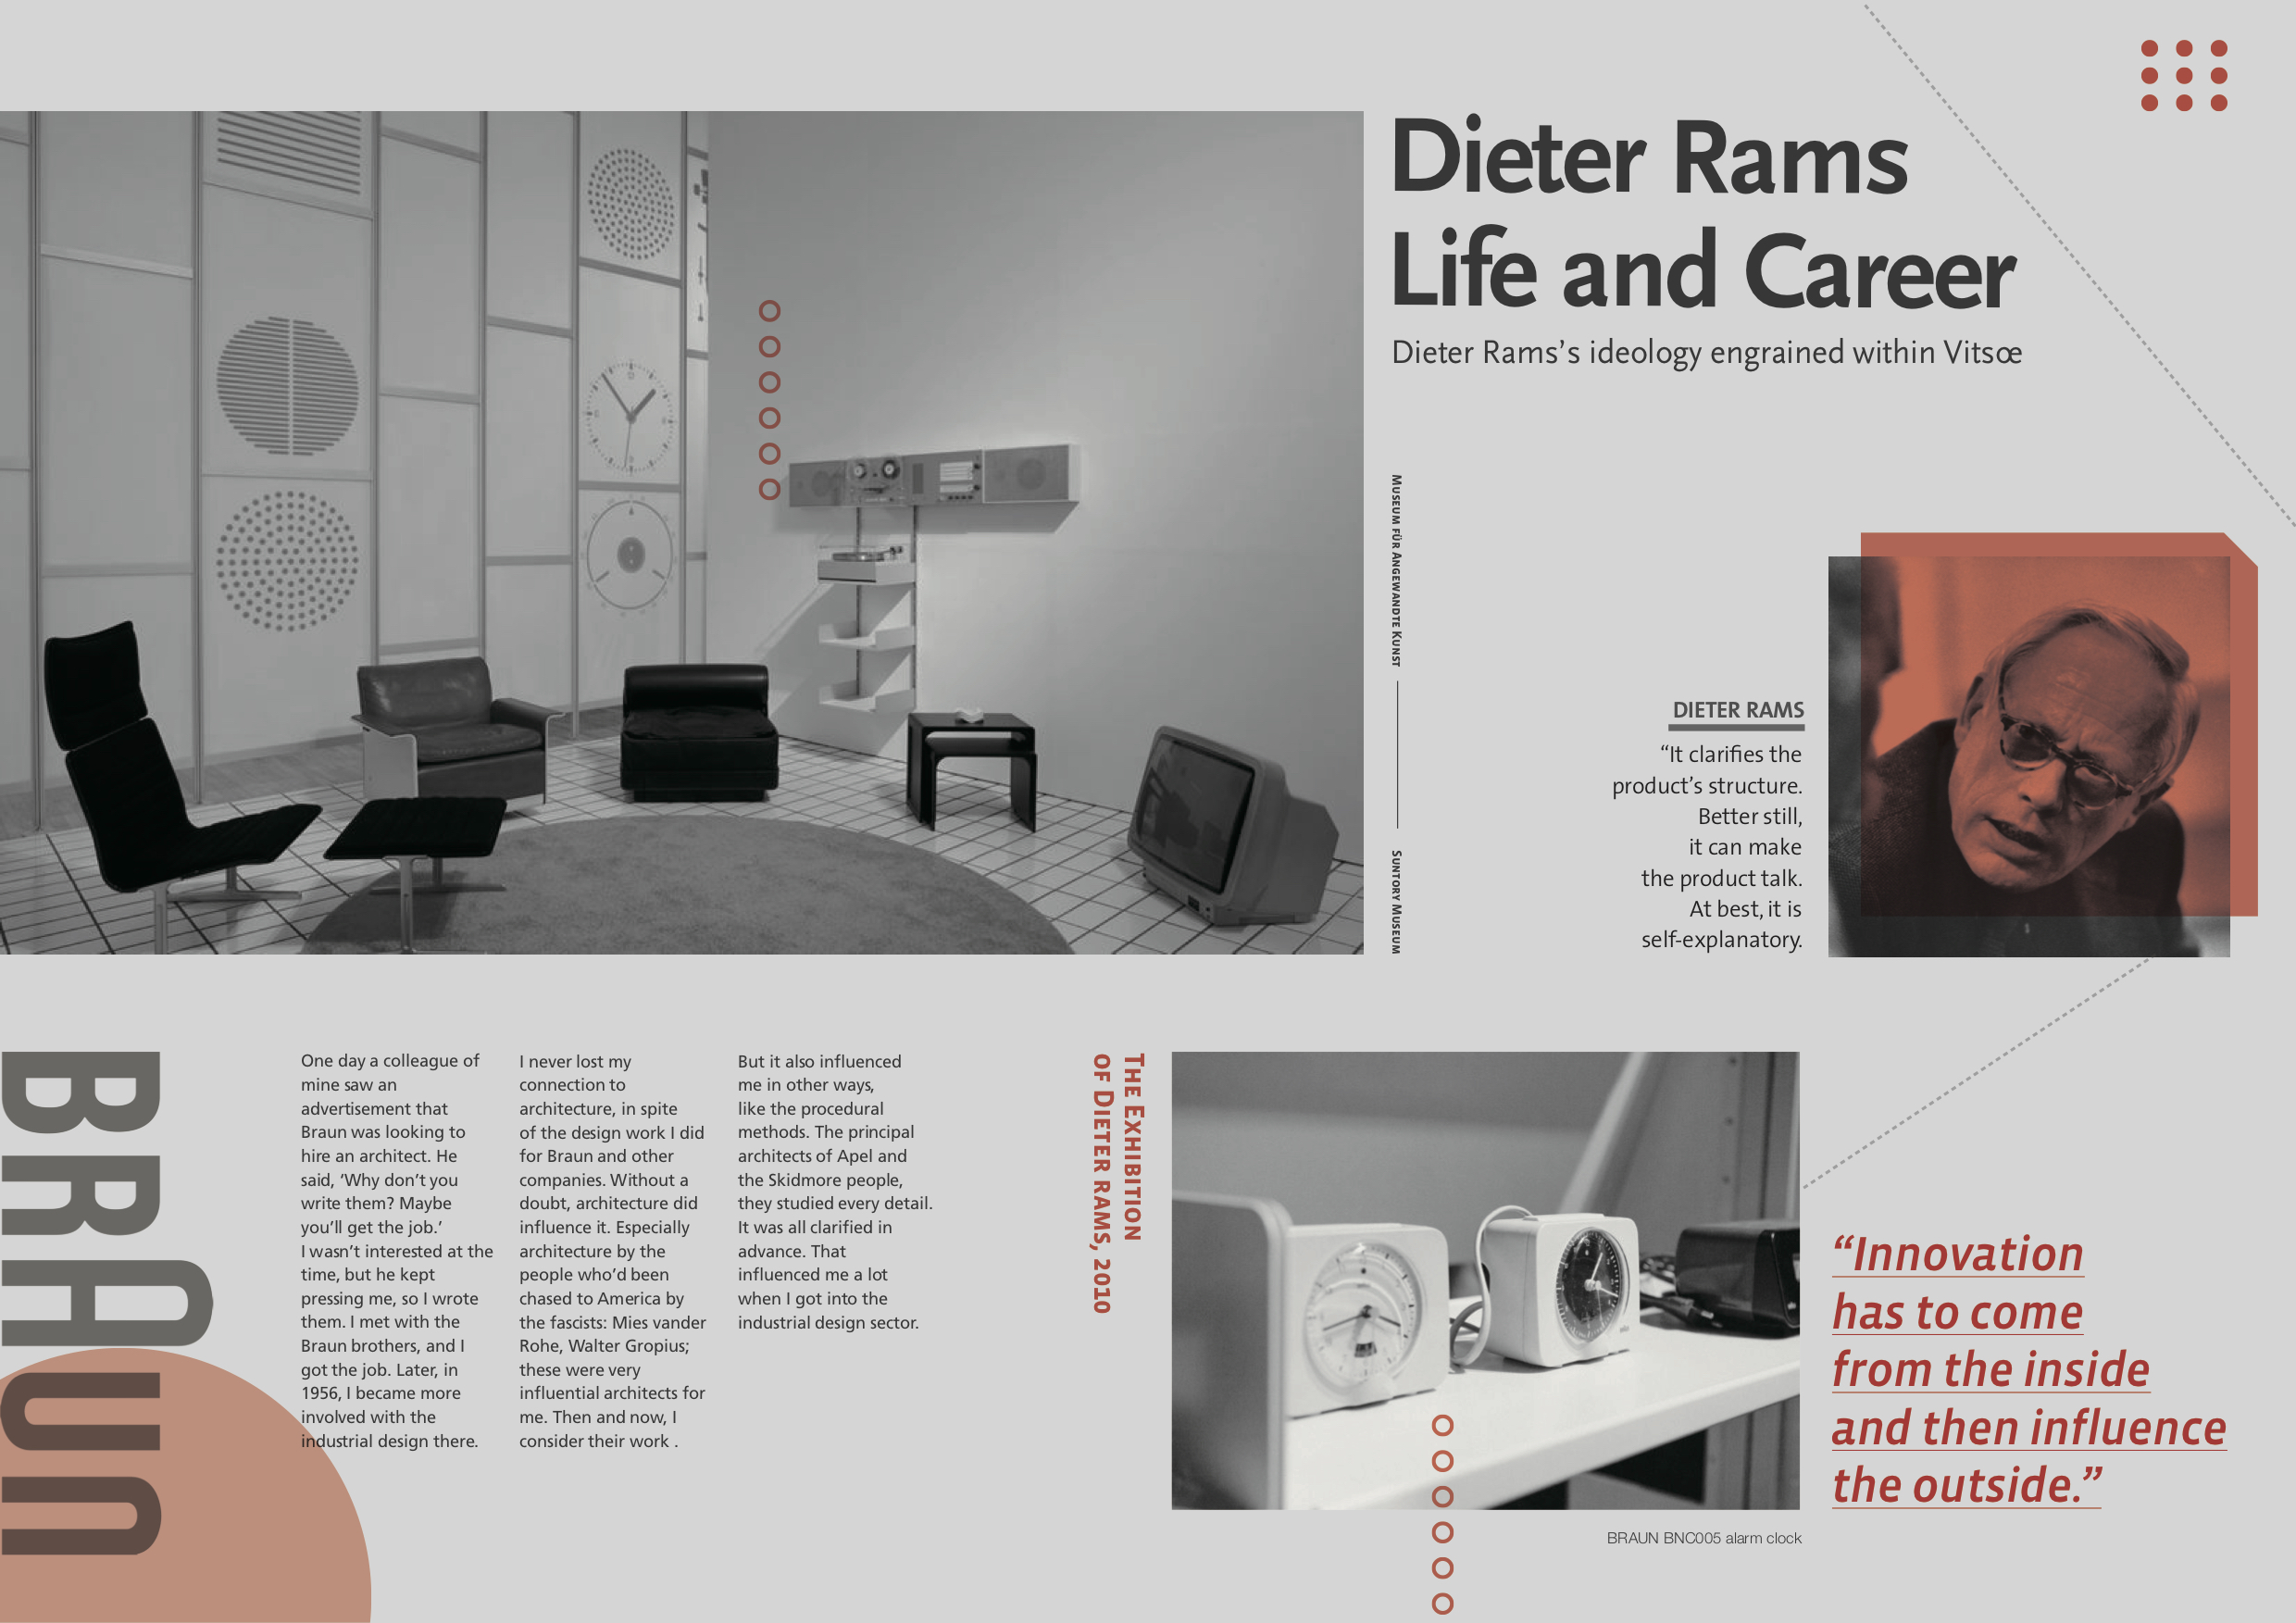 Dieter Rams
Life and Career
Dieter Rams’s ideology engrained within Vitsœ
Museum für Angewandte Kunst
Suntory Museum
DIETER RAMS
“It clarifies the
product’s structure.
Better still,
it can make
the product talk.
At best, it is
self-explanatory.
BRAUN
One day a colleague of
mine saw an
advertisement that
Braun was looking to
hire an architect. He
said, ‘Why don’t you
write them? Maybe
you’ll get the job.’
I wasn’t interested at the
time, but he kept
pressing me, so I wrote
them. I met with the
Braun brothers, and I
got the job. Later, in
1956, I became more
involved with the
industrial design there.
I never lost my
connection to
architecture, in spite
of the design work I did
for Braun and other
companies. Without a
doubt, architecture did
influence it. Especially
architecture by the
people who’d been
chased to America by
the fascists: Mies vander
Rohe, Walter Gropius;
these were very
influential architects for
me. Then and now, I
consider their work .
But it also influenced
me in other ways,
like the procedural
methods. The principal
architects of Apel and
the Skidmore people,
they studied every detail.
It was all clarified in
advance. That
influenced me a lot
when I got into the
industrial design sector.
The Exhibition
of Dieter rams, 2010
BRAUN BNC005 alarm clock
“Innovation
has to come
from the inside
and then influence
the outside.”